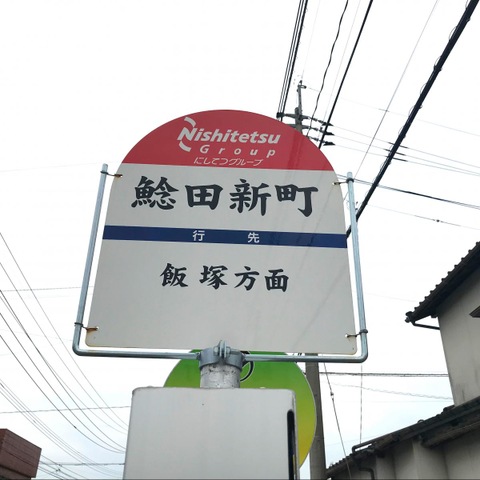 Nishitetsu
Group
にしてつグループ
鯰田新町
行先
飯塚方面